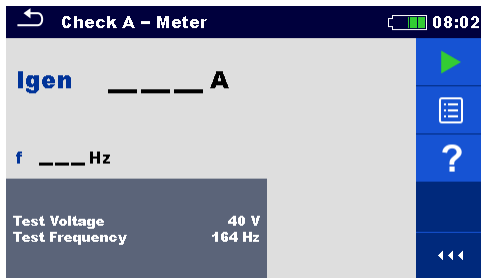 Check A – Meter 08:02
Igen ___ A
f ___ Hz
?
Test Voltage 40 V
Test Frequency 164 Hz